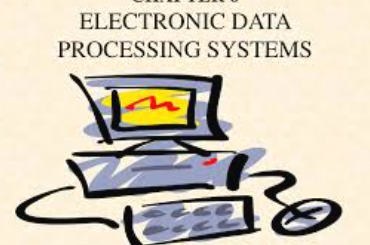 ELECTRONIC DATA
PROCESSING SYSTEMS